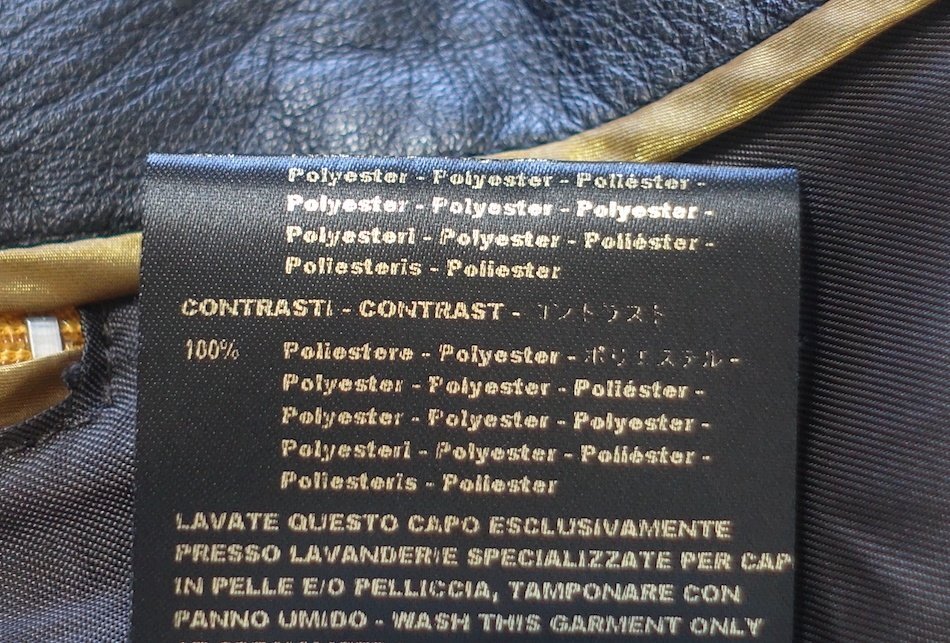 Polyester - Polyester - Poliéster -
Polyester - Polyester - Polyester -
Polyesteri - Polyester - Poliéster -
Poliesteris - Poliester
CONTRASTI - CONTRAST - コントラスト
100% Poliestere - Polyester - ポリエステル -
Polyester - Polyester - Poliéster -
Polyester - Polyester - Polyester -
Polyesteri - Polyester - Poliéster -
Poliesteris - Poliester
LAVATE QUESTO CAPO ESCLUSIVAMENTE
PRESSO LAVANDERIE SPECIALIZZATE PER CAP
IN PELLE E/O PELLICCIA, TAMPONARE CON
PANNO UMIDO - WASH THIS GARMENT ONLY